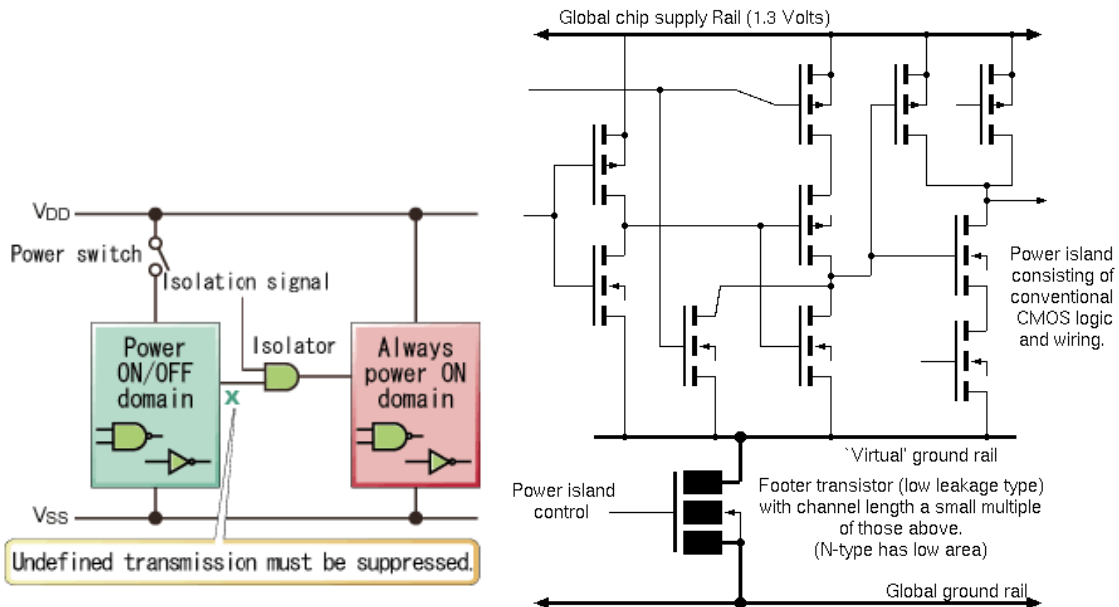 VDD
Power switch
Isolation signal
Isolator
Power
ON/OFF
domain
x
Always
power ON
domain
VSS
Undefined transmission must be suppressed.
Global chip supply Rail (1.3 Volts)
Power island
consisting of
conventional
CMOS logic
and wiring.
`Virtual' ground rail
Power island
control
Footer transistor (low leakage type)
with channel length a small multiple
of those above.
(N-type has low area)
Global ground rail